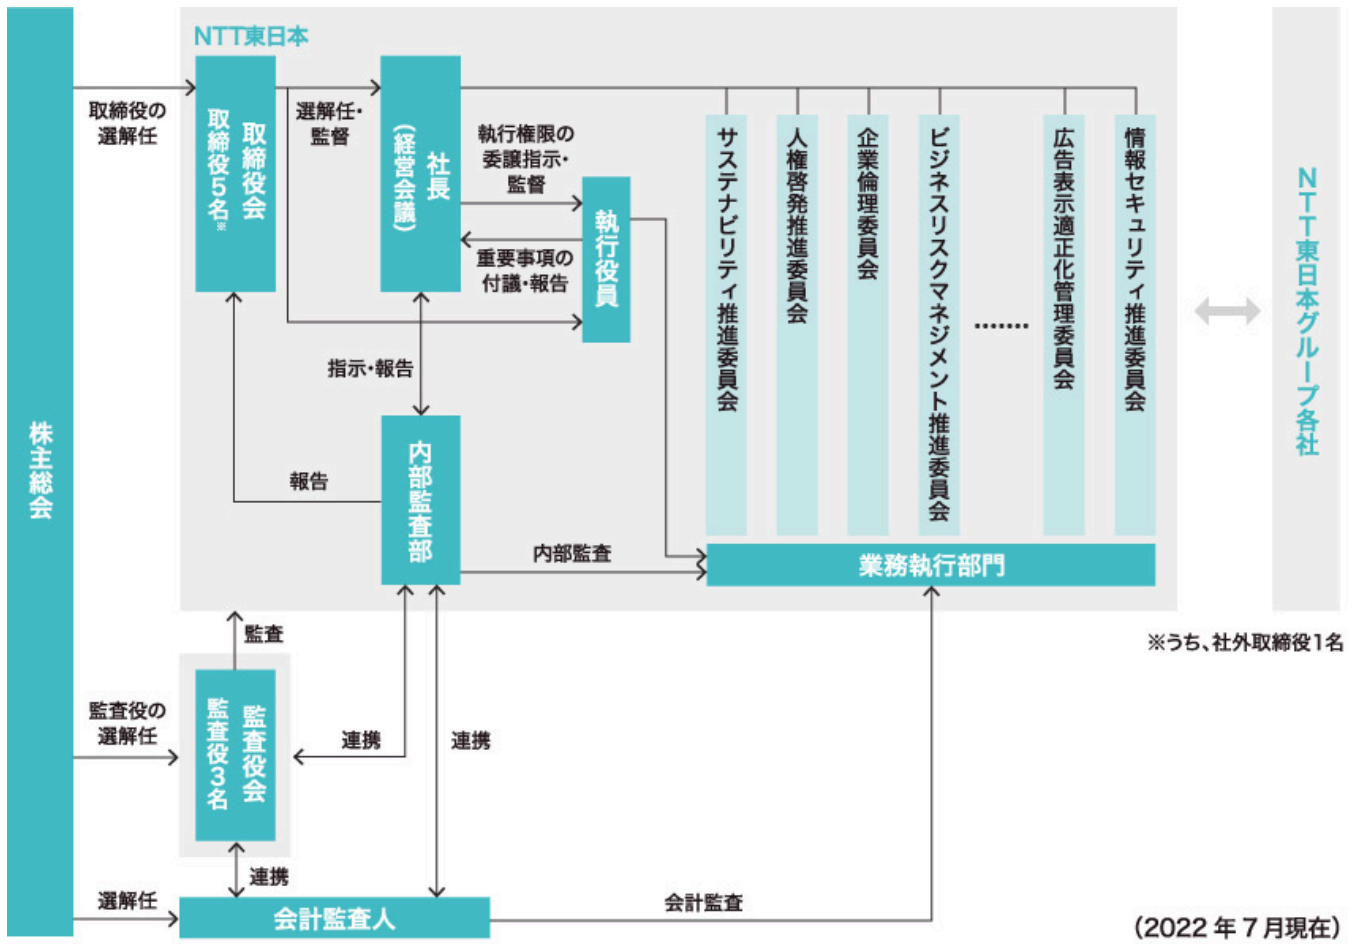 NTT東日本
株主総会
取締役の
選解任
取締役会
取締役5名※
選解任・
監督
社長
(経営会議)
執行権限の
委譲指示・
監督
執行役員
重要事項の
付議・報告
サステナビリティ推進委員会
人権啓発推進委員会
企業倫理委員会
ビジネスリスクマネジメント推進委員会
.......
広告表示適正化管理委員会
情報セキュリティ推進委員会
NTT東日本グループ各社
指示・報告
報告
内部監査部
内部監査
業務執行部門
※うち、社外取締役1名
監査
監査役の
選解任
監査役会
監査役3名
連携
連携
連携
選解任
会計監査人
会計監査
(2022 年 7 月現在)